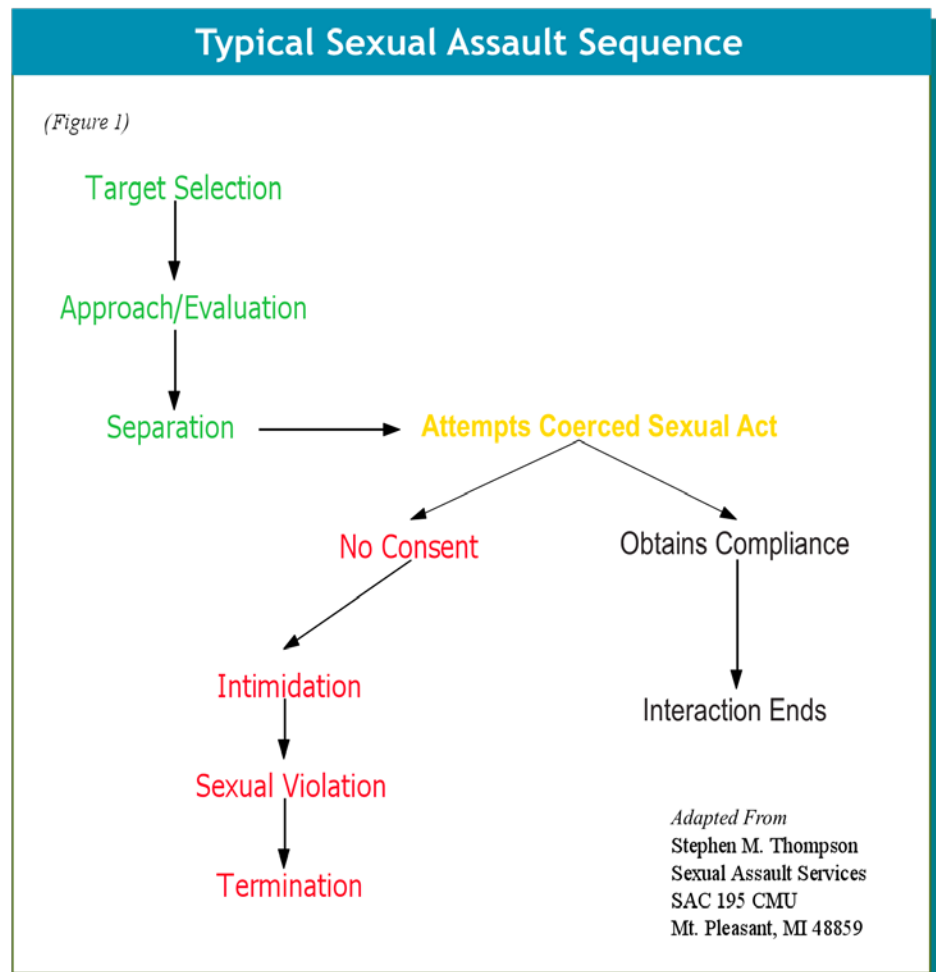 Typical Sexual Assault Sequence
(Figure 1)
Target Selection
Approach/Evaluation
Separation
Attempts Coerced Sexual Act
No Consent
Obtains Compliance
Intimidation
Interaction Ends
Sexual Violation
Termination
Adapted From
Stephen M. Thompson
Sexual Assault Services
SAC 195 CMU
Mt. Pleasant, MI 48859